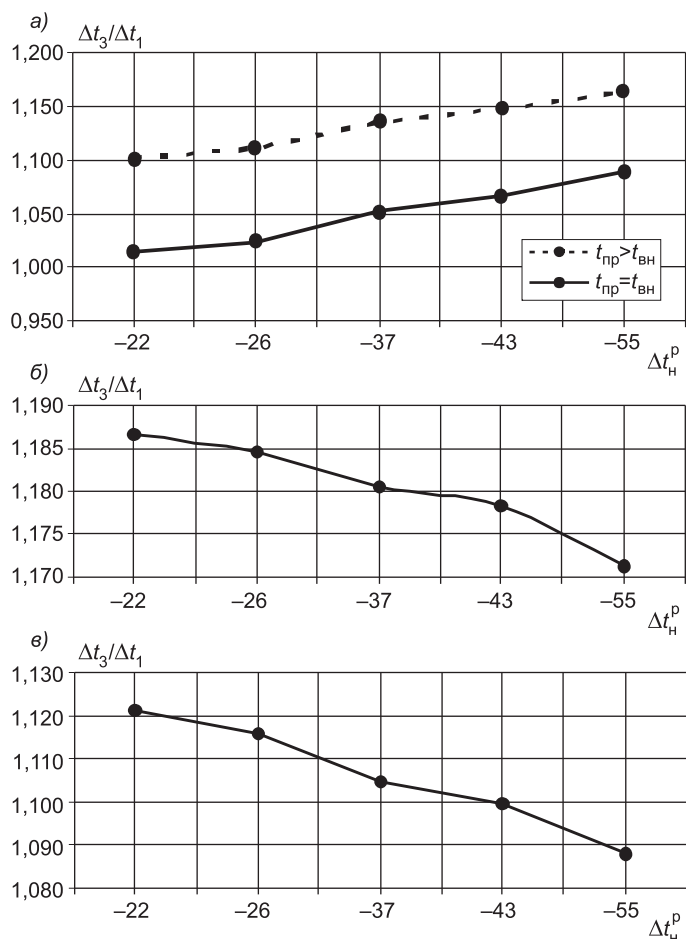 а)
Δt₃/Δt₁
1,200
1,150
1,100
1,050
1,000
0,950
tпр>tвн
tпр=tвн
–22 –26 –37 –43 –55 Δtнᵖ
б)
Δt₃/Δt₁
1,190
1,185
1,180
1,175
1,170
–22 –26 –37 –43 –55
Δtнᵖ
в)
Δt₃/Δt₁
1,130
1,120
1,110
1,100
1,090
1,080
–22 –26 –37 –43 –55
Δtнᵖ